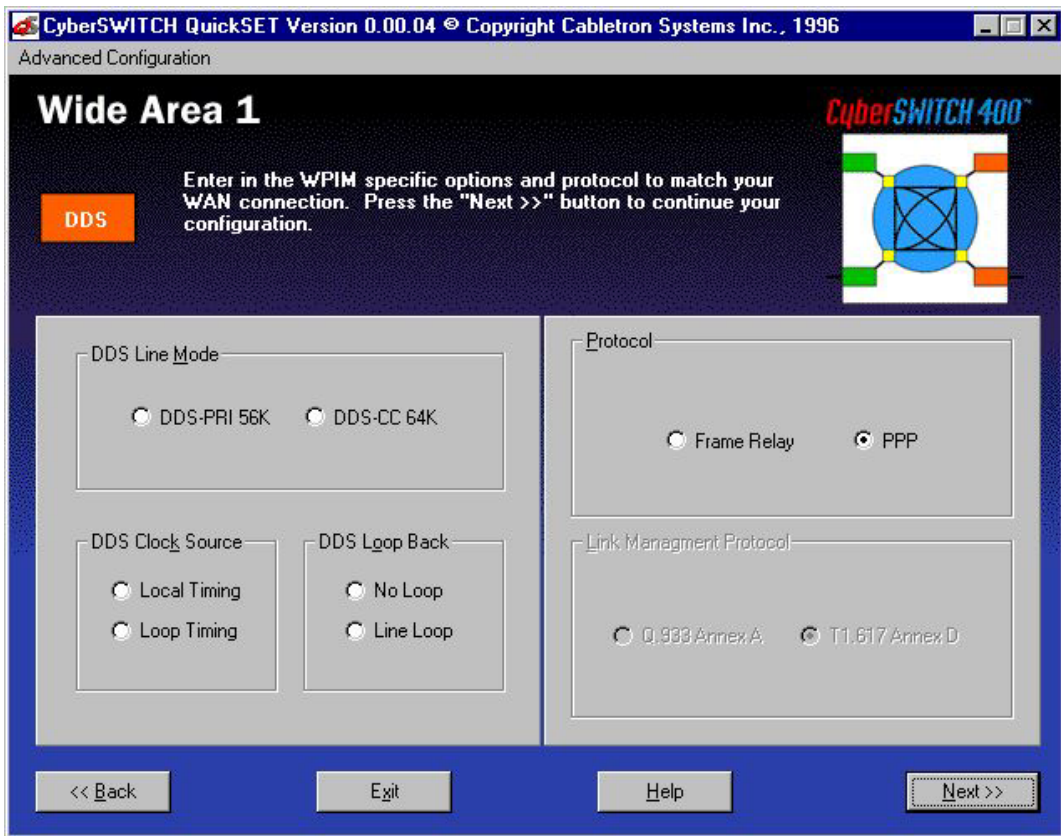 CyberSWITCH QuickSET Version 0.00.04 © Copyright Cabletron Systems Inc., 1996
Advanced Configuration
Wide Area 1
CyberSWITCH 400™
DDS
Enter in the WPIM specific options and protocol to match your
WAN connection. Press the "Next >>" button to continue your
configuration.
DDS Line Mode
DDS-PRI 56K DDS-CC 64K
Protocol
Frame Relay PPP
DDS Clock Source
Local Timing
Loop Timing
DDS Loop Back
No Loop
Line Loop
Link Managment Protocol
Q.933 Annex A T1.617 Annex D
<< Back Exit Help Next >>